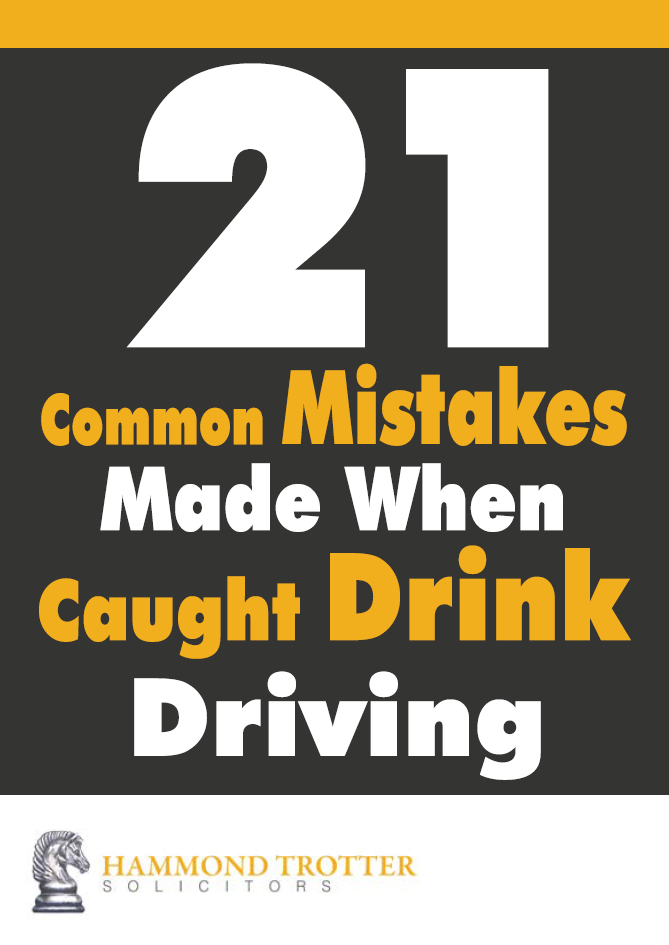 21
Common Mistakes
Made When
Caught Drink
Driving
HAMMOND TROTTER
SOLICITORS